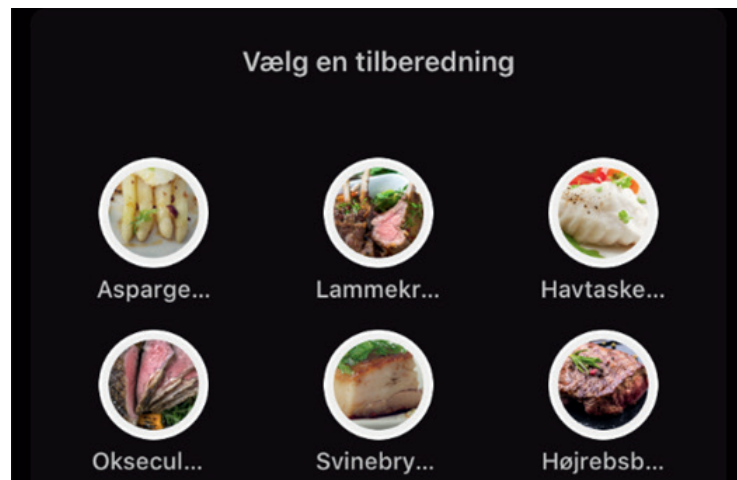 Vælg en tilberedning
Asparge... Lammekr... Havtaske...
Oksecul... Svinebry... Højrebsb...